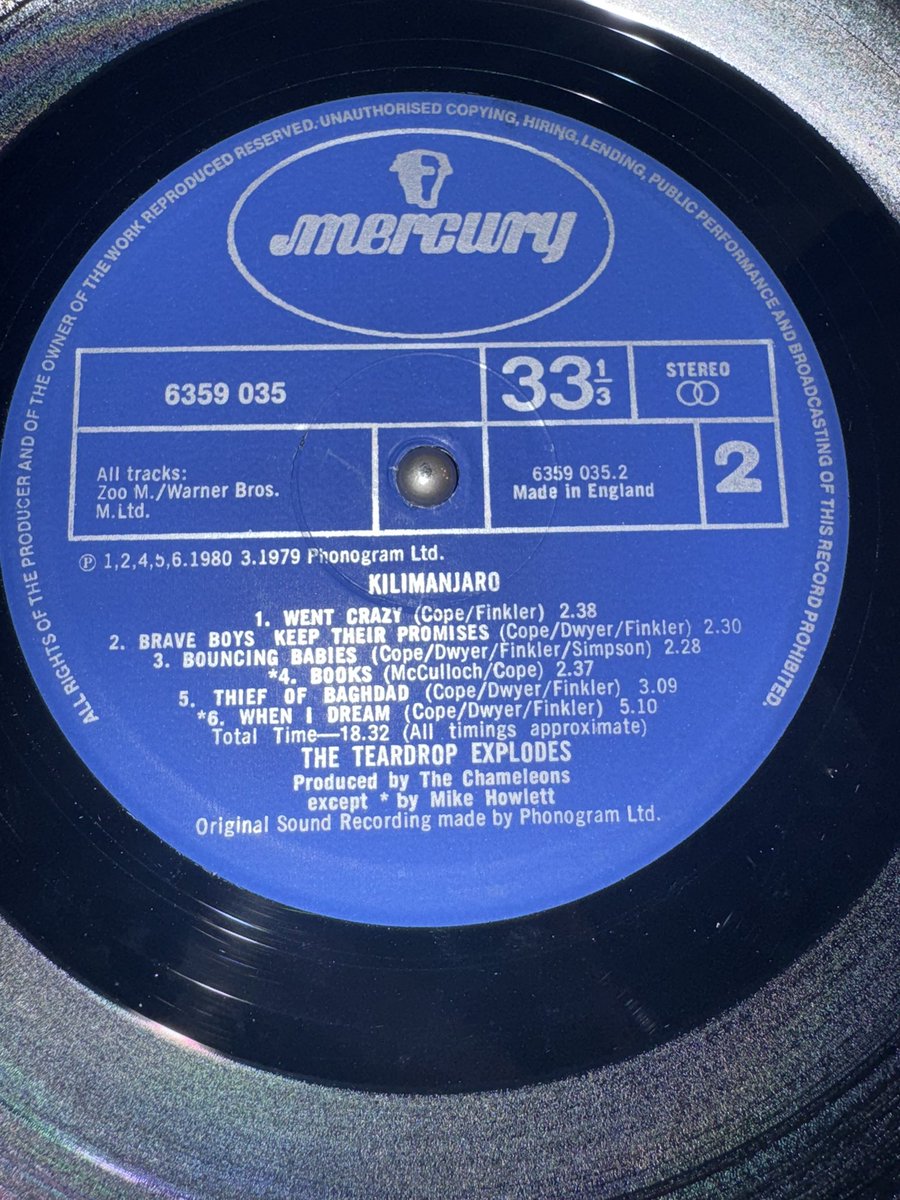 ALL RIGHTS OF THE PRODUCER AND OF THE OWNER OF THE WORK REPRODUCED RESERVED. UNAUTHORISED COPYING, HIRING, LENDING, PUBLIC PERFORMANCE AND BROADCASTING OF THIS RECORD PROHIBITED.
mercury
6359 035
33 1/3
STEREO
All tracks:
Zoo M./Warner Bros.
M.Ltd.
6359 035.2
Made in England
2
℗ 1,2,4,5,6.1980 3.1979 Phonogram Ltd.
KILIMANJARO
1. WENT CRAZY (Cope/Finkler) 2.38
2. BRAVE BOYS KEEP THEIR PROMISES (Cope/Dwyer/Finkler) 2.30
3. BOUNCING BABIES (Cope/Dwyer/Finkler/Simpson) 2.28
*4. BOOKS (McCulloch/Cope) 2.37
5. THIEF OF BAGHDAD (Cope/Dwyer/Finkler) 3.09
*6. WHEN I DREAM (Cope/Dwyer/Finkler) 5.10
Total Time—18.32 (All timings approximate)
THE TEARDROP EXPLODES
Produced by The Chameleons
except * by Mike Howlett
Original Sound Recording made by Phonogram Ltd.